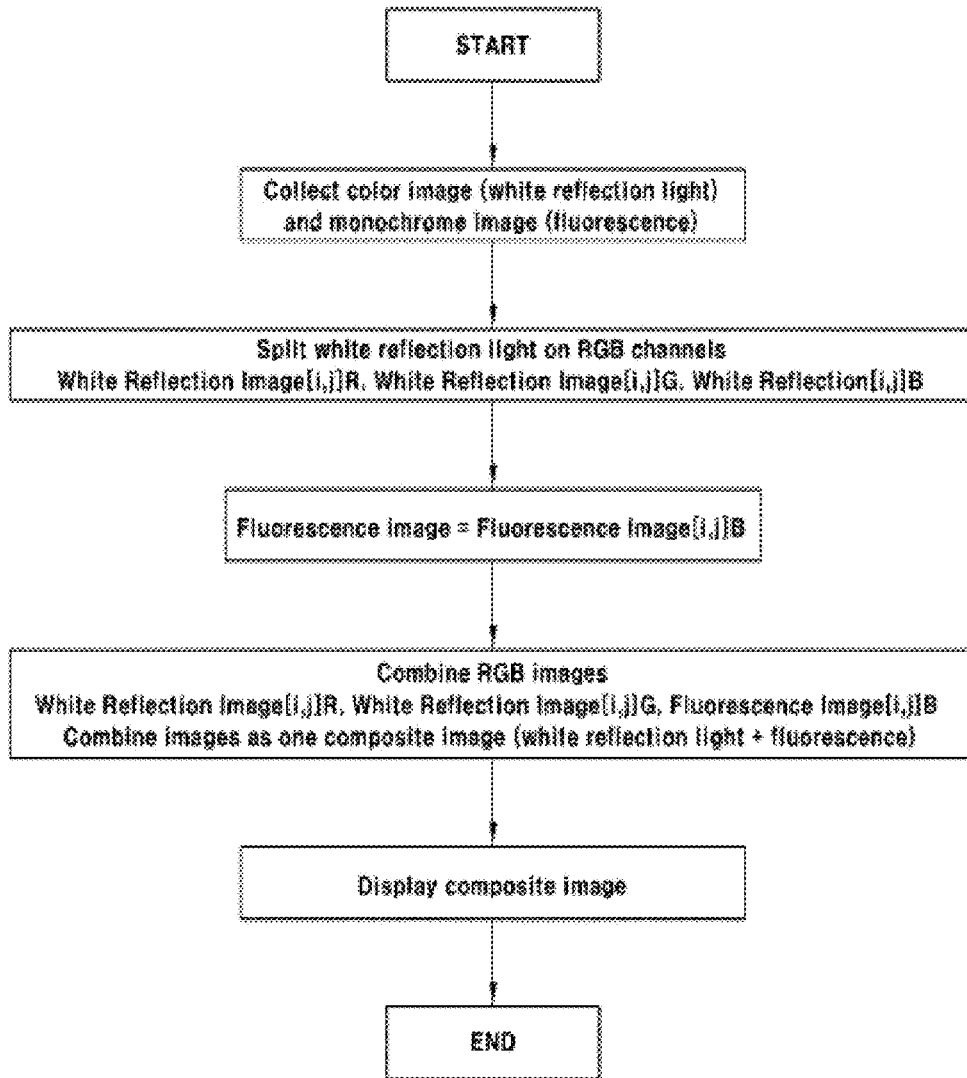 START
Collect color image (white reflection light)
and monochrome image (fluorescence)
Split white reflection light on RGB channels
White Reflection Image[i,j]R, White Reflection Image[i,j]G, White Reflection[i,j]B
Fluorescence image = Fluorescence Image[i,j]B
Combine RGB images
White Reflection Image[i,j]R, White Reflection Image[i,j]G, Fluorescence Image[i,j]B
Combine images as one composite image (white reflection light + fluorescence)
Display composite image
END